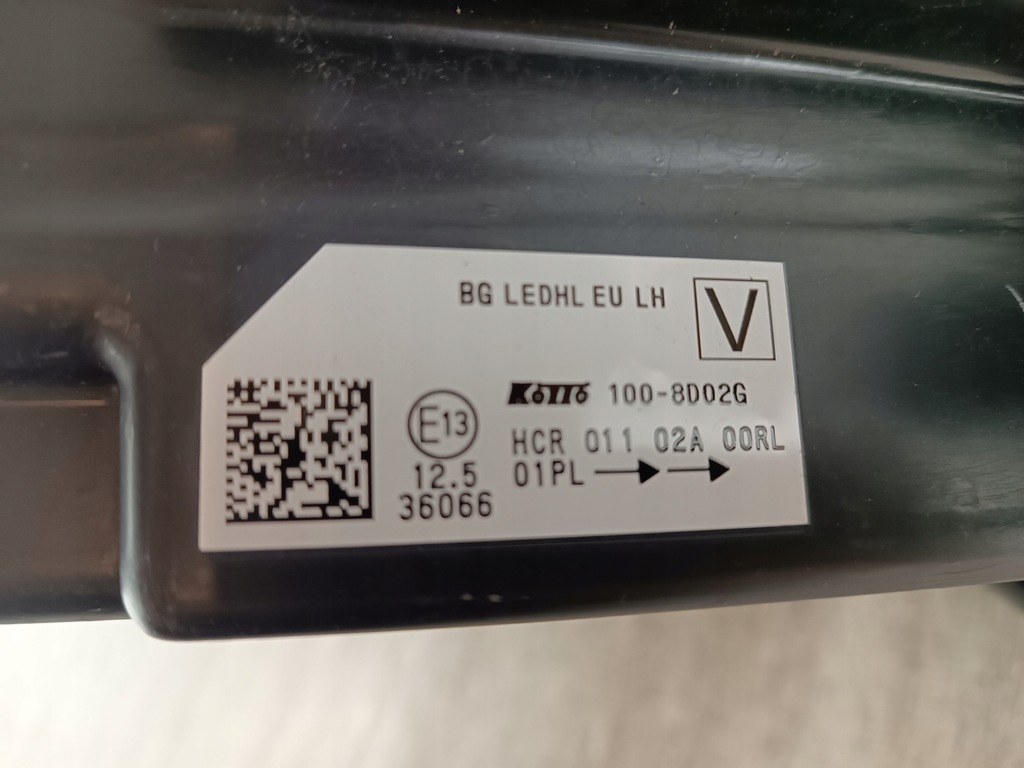 BG LEDHL EU LH
V
KOITO 100-8D02G
E13
HCR 011 02A 00RL
12.5
01PL
36066